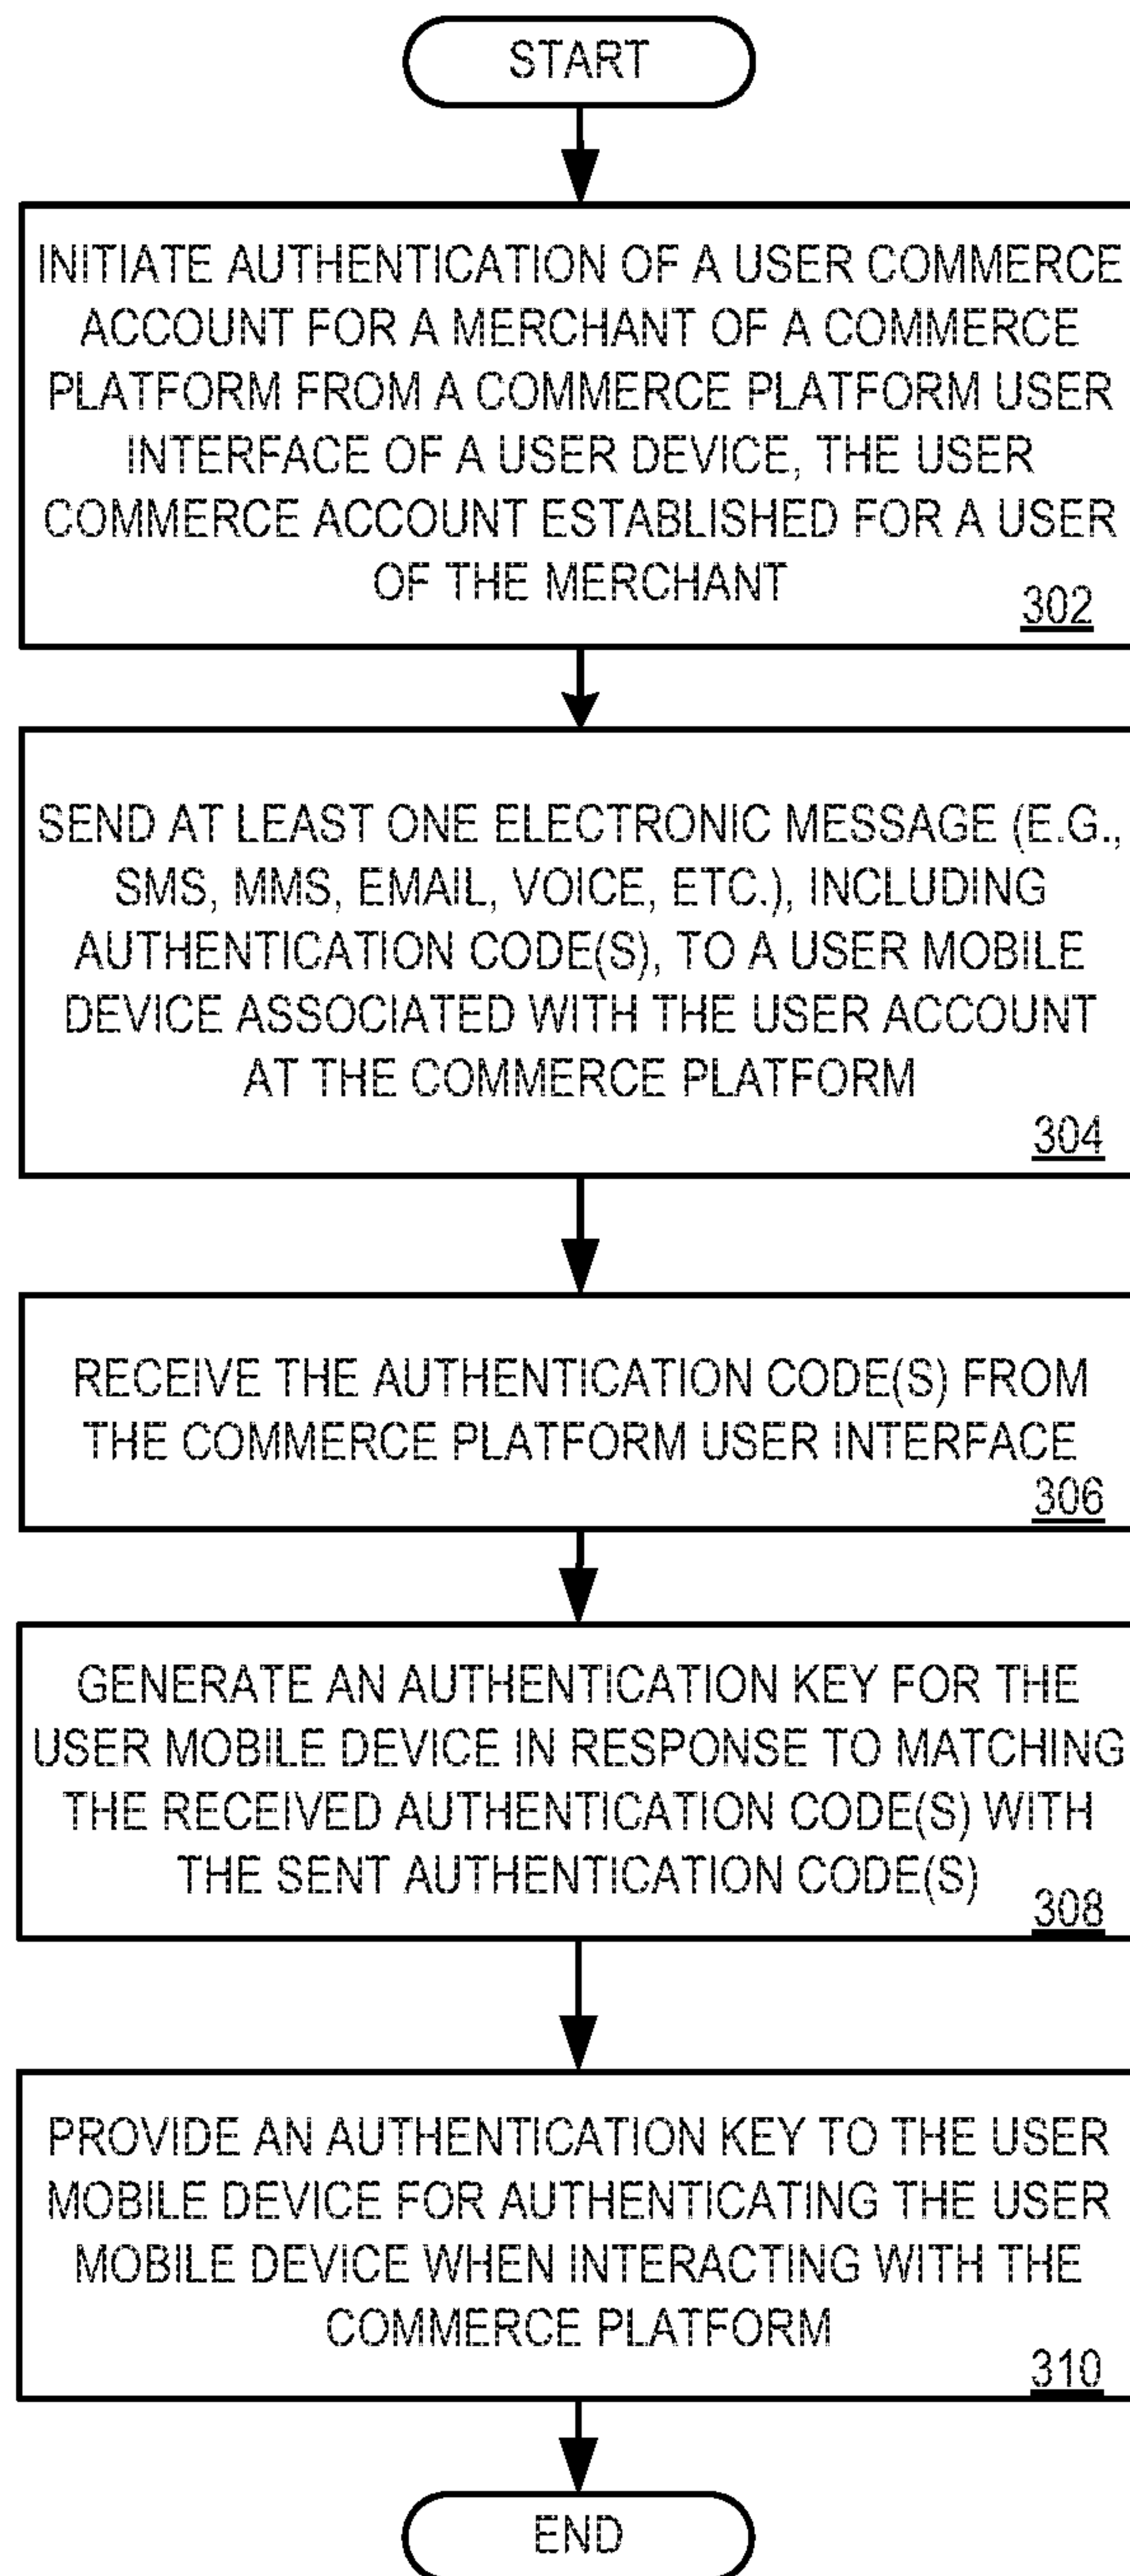 START
INITIATE AUTHENTICATION OF A USER COMMERCE
ACCOUNT FOR A MERCHANT OF A COMMERCE
PLATFORM FROM A COMMERCE PLATFORM USER
INTERFACE OF A USER DEVICE, THE USER
COMMERCE ACCOUNT ESTABLISHED FOR A USER
OF THE MERCHANT
302
SEND AT LEAST ONE ELECTRONIC MESSAGE (E.G.,
SMS, MMS, EMAIL, VOICE, ETC.), INCLUDING
AUTHENTICATION CODE(S), TO A USER MOBILE
DEVICE ASSOCIATED WITH THE USER ACCOUNT
AT THE COMMERCE PLATFORM
304
RECEIVE THE AUTHENTICATION CODE(S) FROM
THE COMMERCE PLATFORM USER INTERFACE
306
GENERATE AN AUTHENTICATION KEY FOR THE
USER MOBILE DEVICE IN RESPONSE TO MATCHING
THE RECEIVED AUTHENTICATION CODE(S) WITH
THE SENT AUTHENTICATION CODE(S)
308
PROVIDE AN AUTHENTICATION KEY TO THE USER
MOBILE DEVICE FOR AUTHENTICATING THE USER
MOBILE DEVICE WHEN INTERACTING WITH THE
COMMERCE PLATFORM
310
END